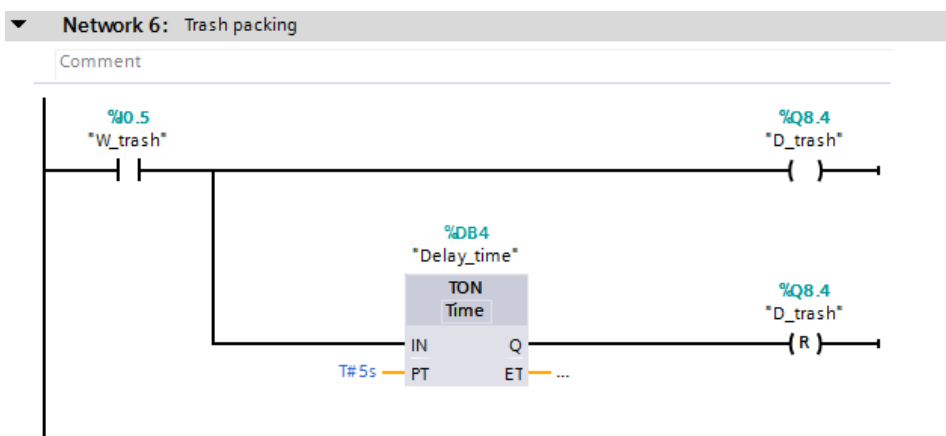 Network 6: Trash packing
Comment
%I0.5
"W_trash"
%Q8.4
"D_trash"
%DB4
"Delay_time"
TON
Time
%Q8.4
"D_trash"
IN Q
R
T#5s PT ET ...